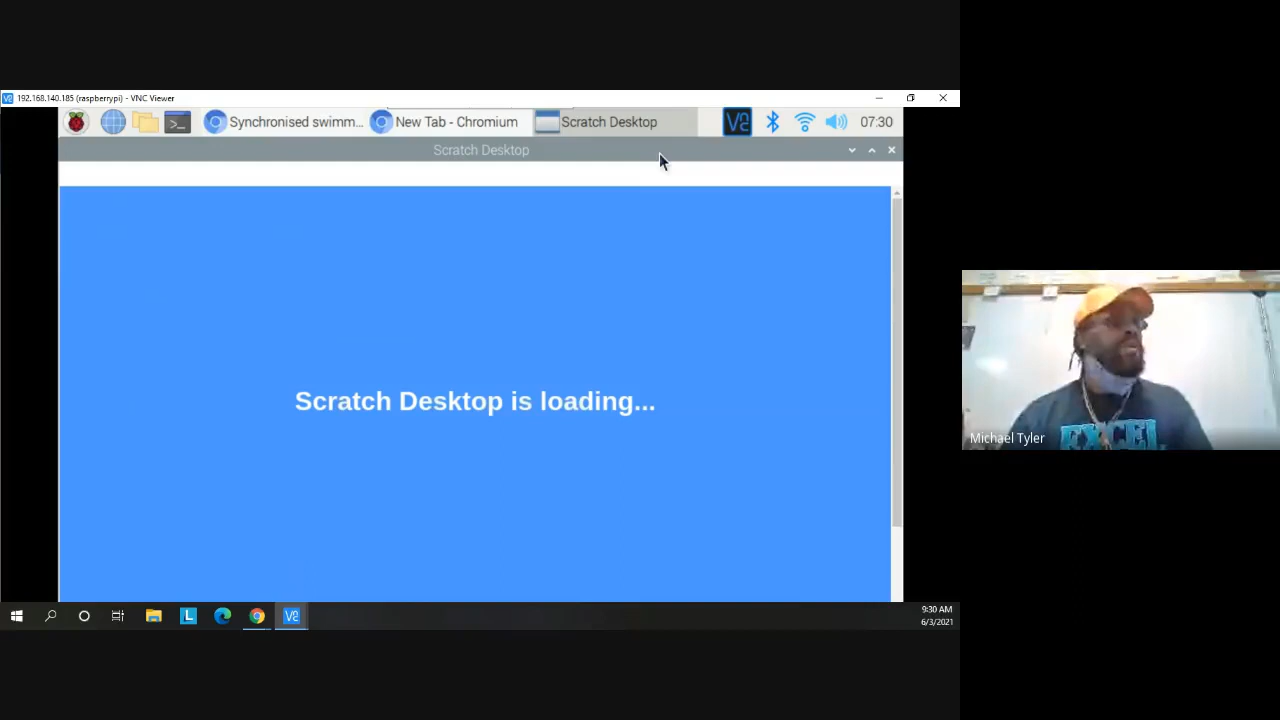 192.168.140.185 (raspberrypi) - VNC Viewer
Synchronised swimm...
New Tab - Chromium
Scratch Desktop
07:30
Scratch Desktop
Scratch Desktop is loading...
Michael Tyler
EXCEL
9:30 AM
6/3/2021